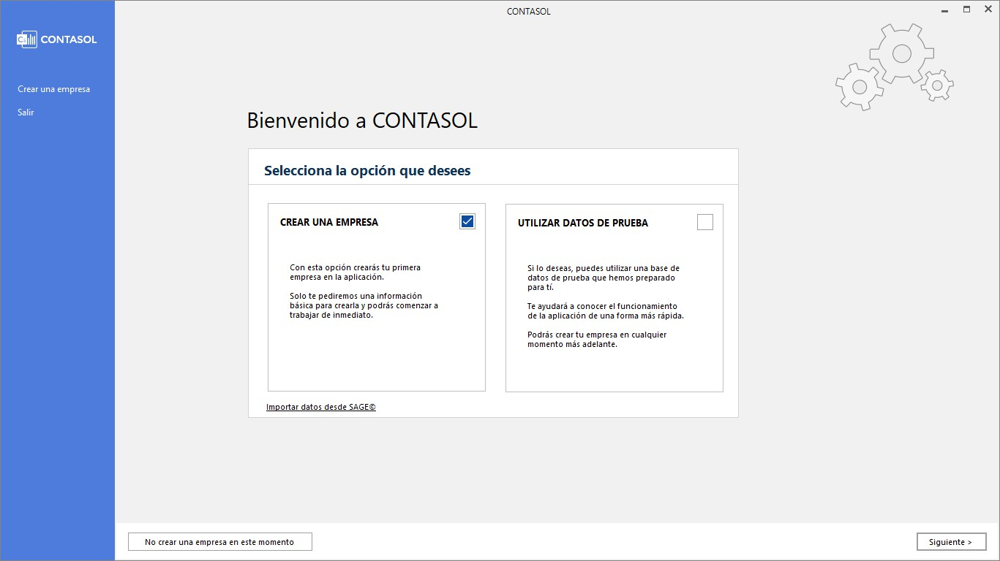 CONTASOL
Cs CONTASOL
Crear una empresa
Salir
Bienvenido a CONTASOL
Selecciona la opción que desees
CREAR UNA EMPRESA
Con esta opción crearás tu primera
empresa en la aplicación.
Solo te pediremos una información
básica para crearla y podrás comenzar a
trabajar de inmediato.
UTILIZAR DATOS DE PRUEBA
Si lo deseas, puedes utilizar una base de
datos de prueba que hemos preparado
para tí.
Te ayudará a conocer el funcionamiento
de la aplicación de una forma más rápida.
Podrás crear tu empresa en cualquier
momento más adelante.
Importar datos desde SAGE©
No crear una empresa en este momento
Siguiente >